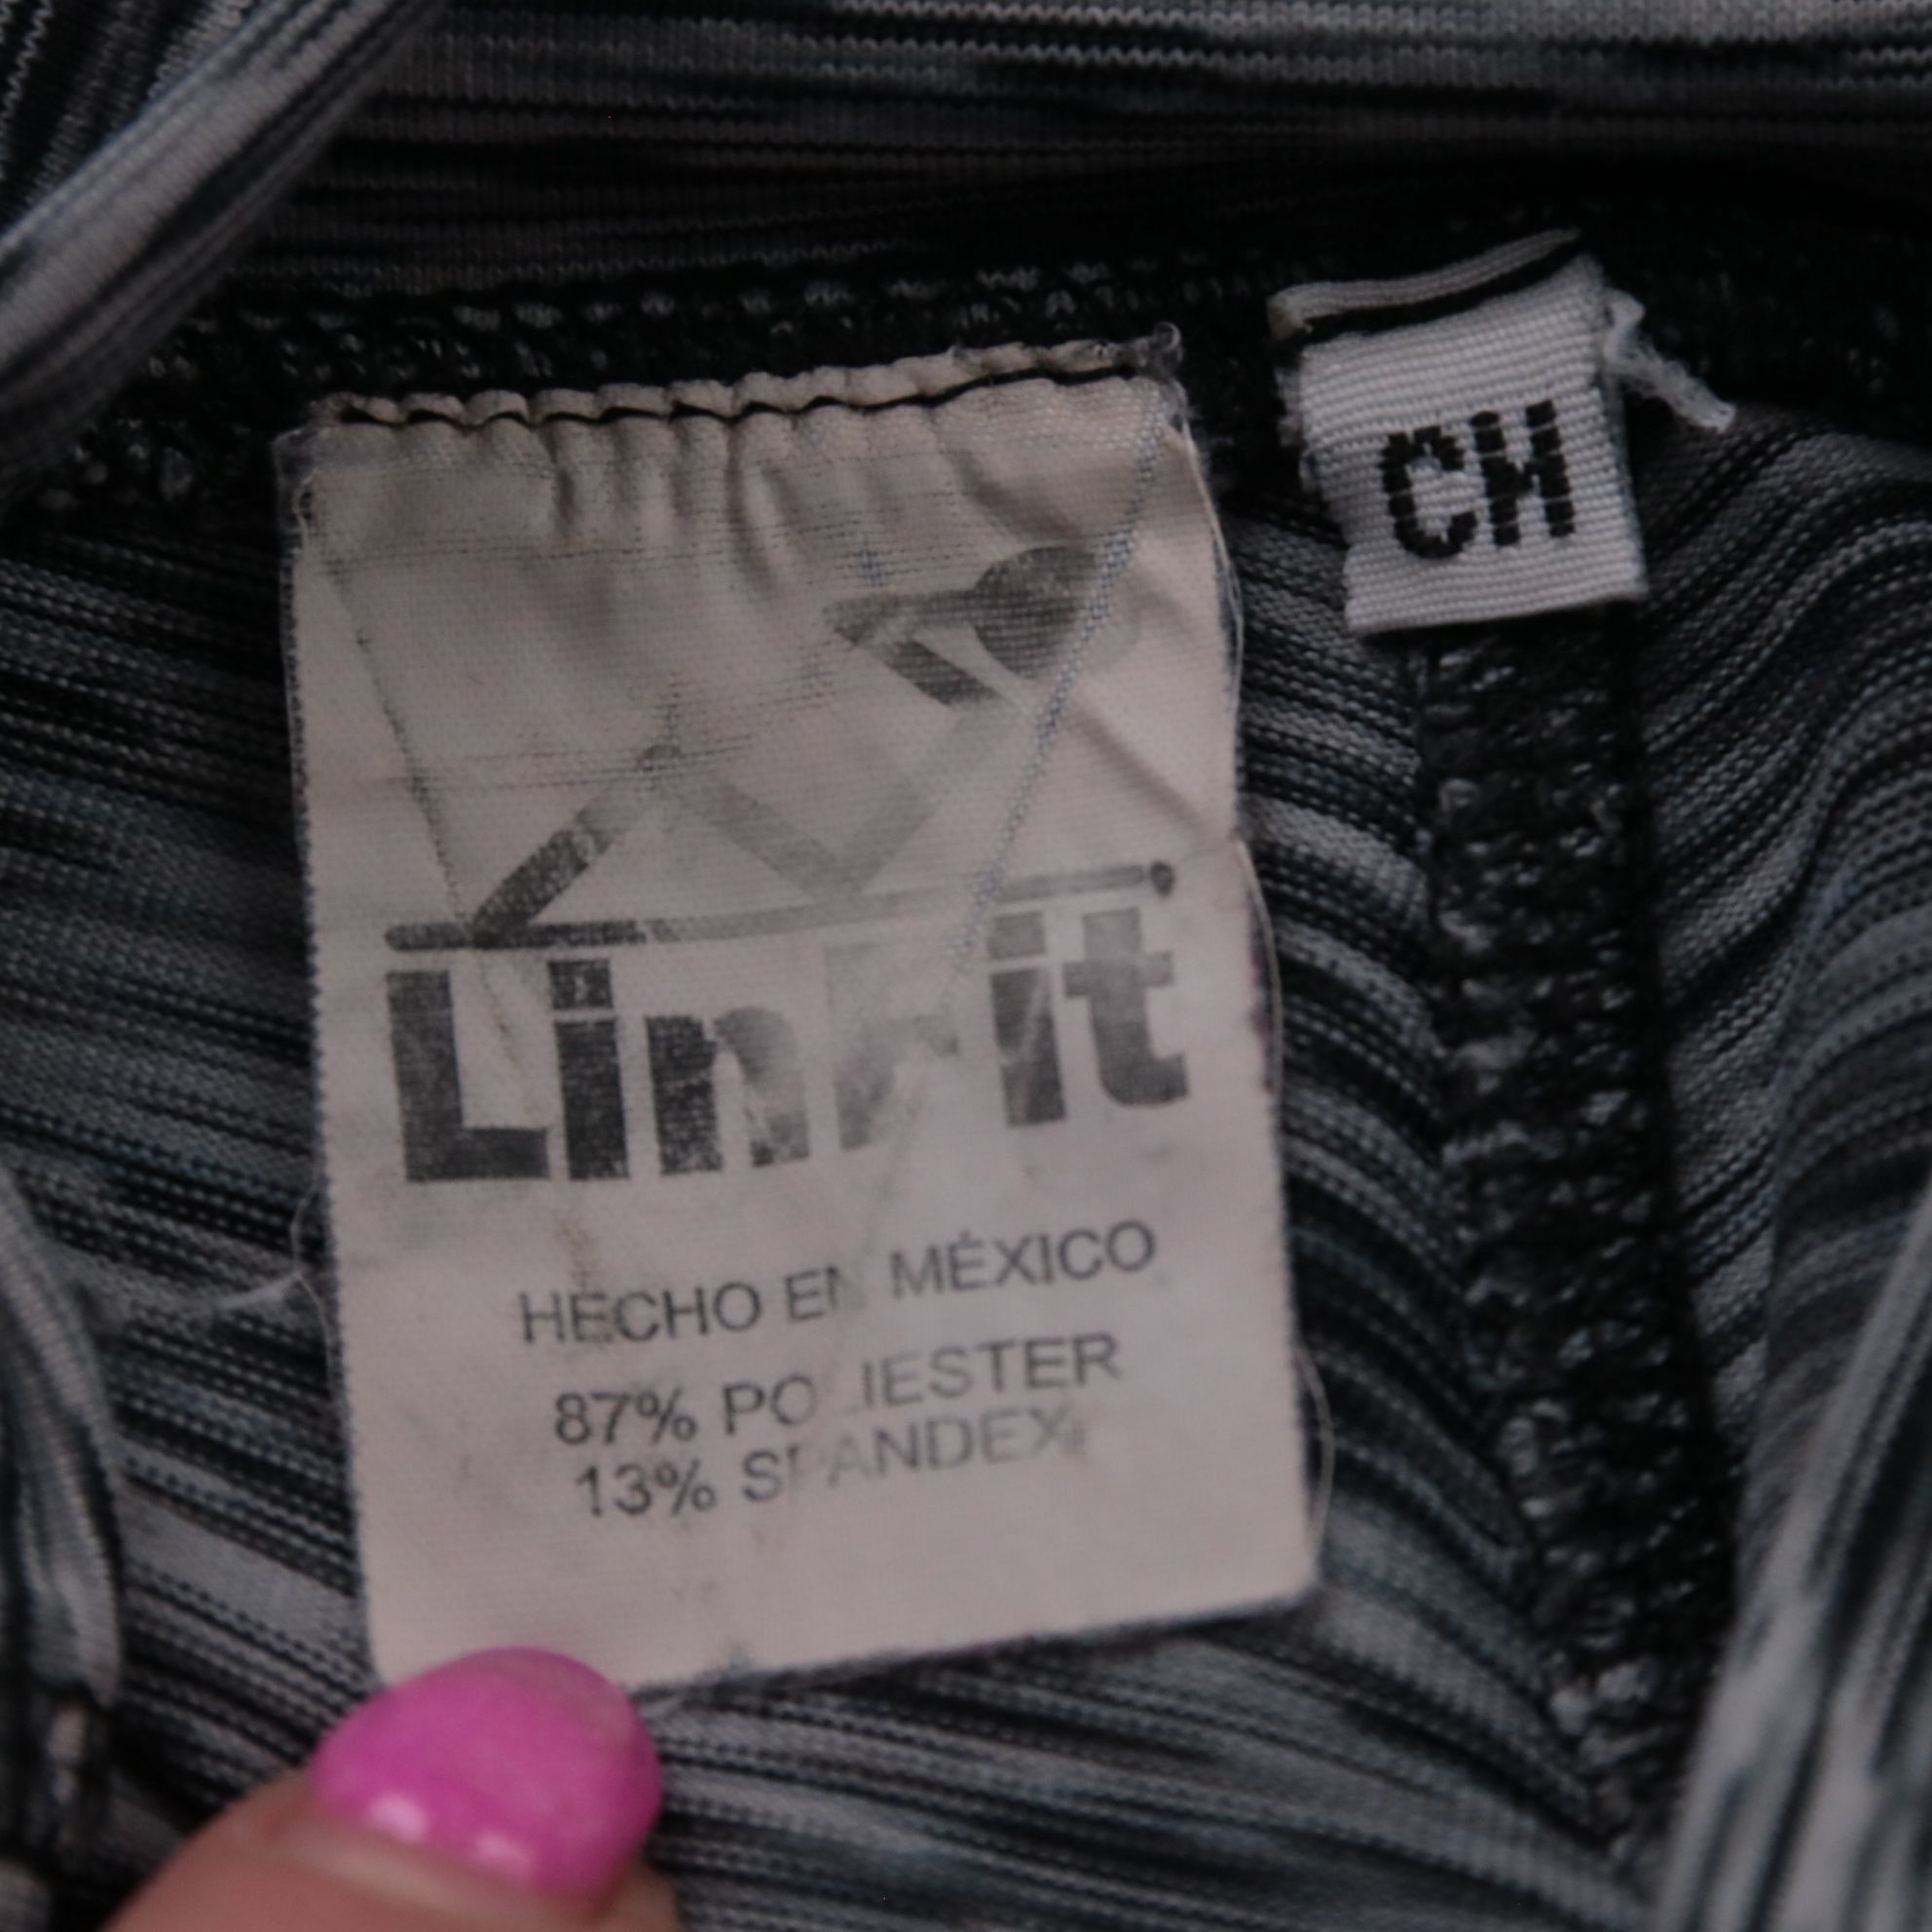 CH
LinFit
HECHO EN MÉXICO
87% POLIESTER
13% SPANDEX